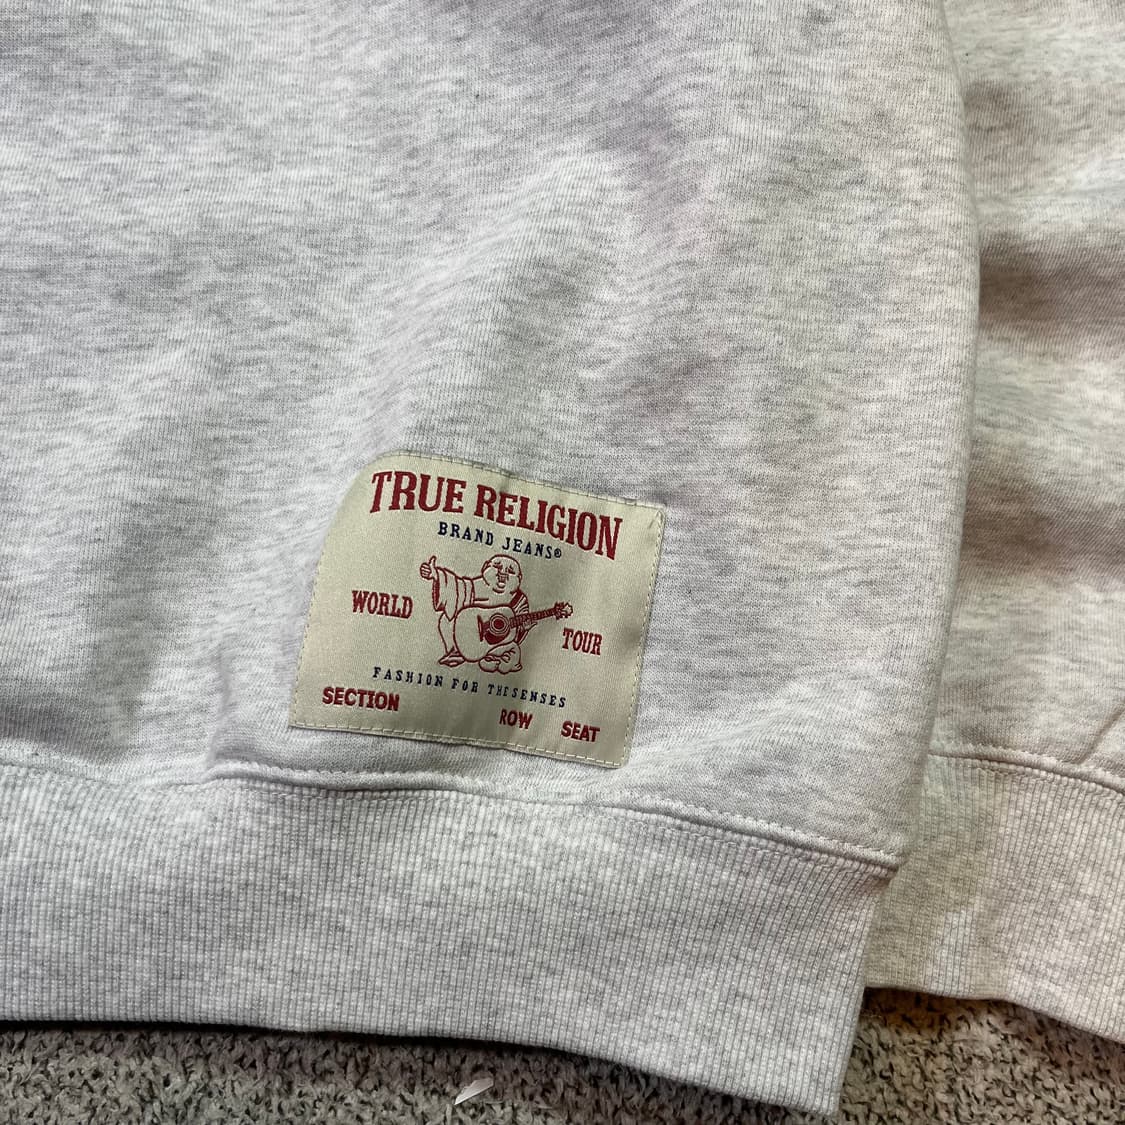 TRUE RELIGION
BRAND JEANS®
WORLD TOUR
FASHION FOR THE SENSES
SECTION ROW SEAT